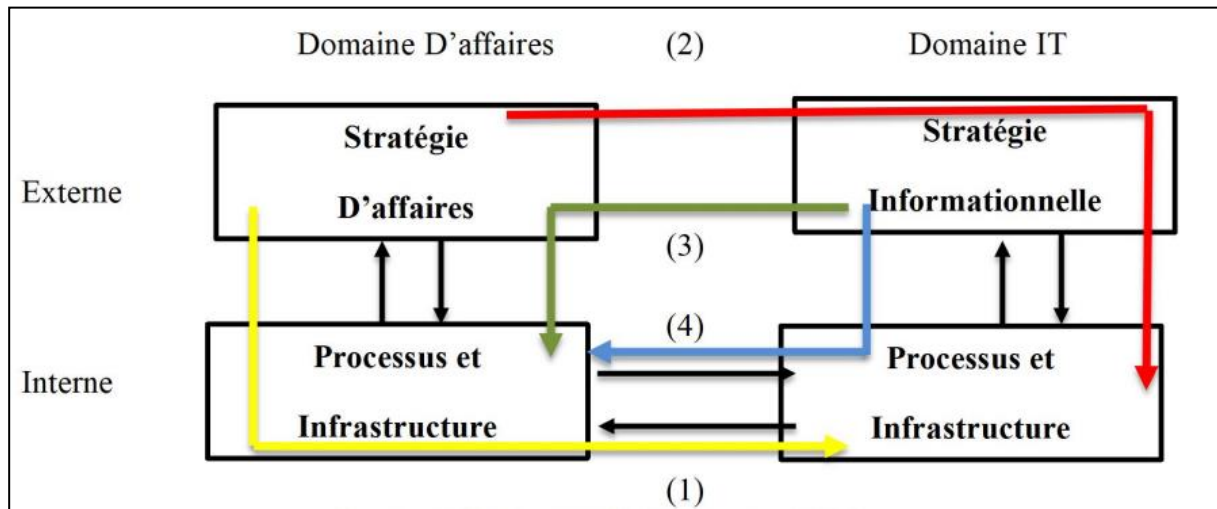 Domaine D’affaires (2) Domaine IT
Stratégie Stratégie
Externe
D’affaires Informationnelle
(3)
(4)
Processus et Processus et
Interne
Infrastructure Infrastructure
(1)